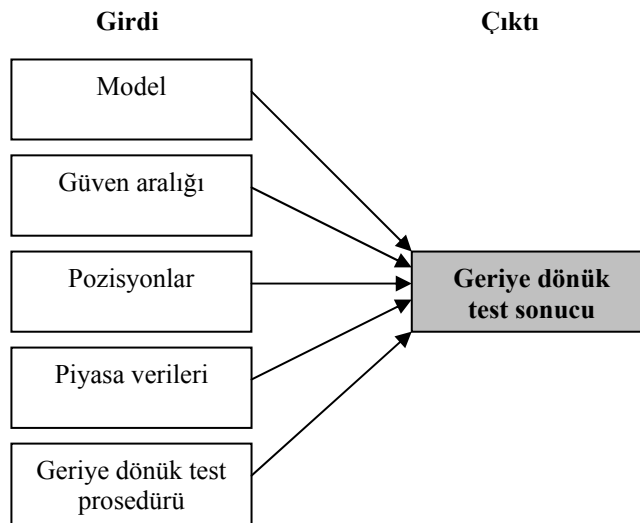 Girdi
Çıktı
Model
Güven aralığı
Pozisyonlar
Piyasa verileri
Geriye dönük test
prosedürü
Geriye dönük
test sonucu